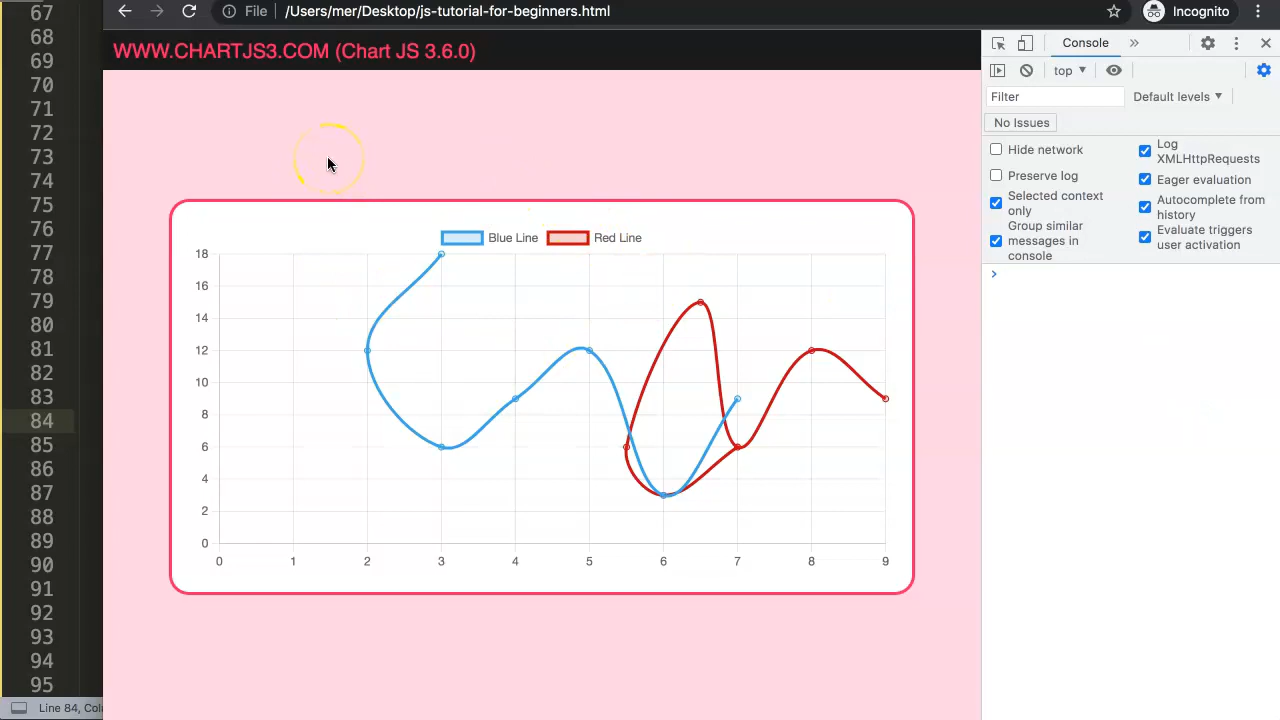 67
68
69
70
71
72
73
74
75
76
77
78
79
80
81
82
83
84
85
86
87
88
89
90
91
92
93
94
95
Line 84, Colu
File /Users/mer/Desktop/js-tutorial-for-beginners.html
Incognito
WWW.CHARTJS3.COM (Chart JS 3.6.0)
Blue Line Red Line
18
16
14
12
10
8
6
4
2
0
0 1 2 3 4 5 6 7 8 9
Console
top
Filter
Default levels
No Issues
Hide network
Preserve log
Selected context
only
Group similar
messages in
console
Log
XMLHttpRequests
Eager evaluation
Autocomplete from
history
Evaluate triggers
user activation